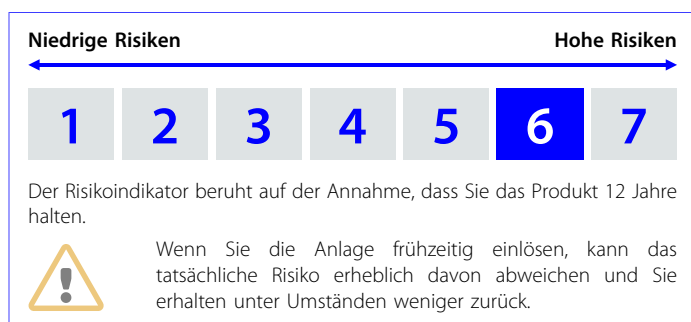 Niedrige Risiken Hohe Risiken
1 2 3 4 5 6 7
Der Risikoindikator beruht auf der Annahme, dass Sie das Produkt 12 Jahre
halten.
Wenn Sie die Anlage frühzeitig einlösen, kann das
tatsächliche Risiko erheblich davon abweichen und Sie
erhalten unter Umständen weniger zurück.